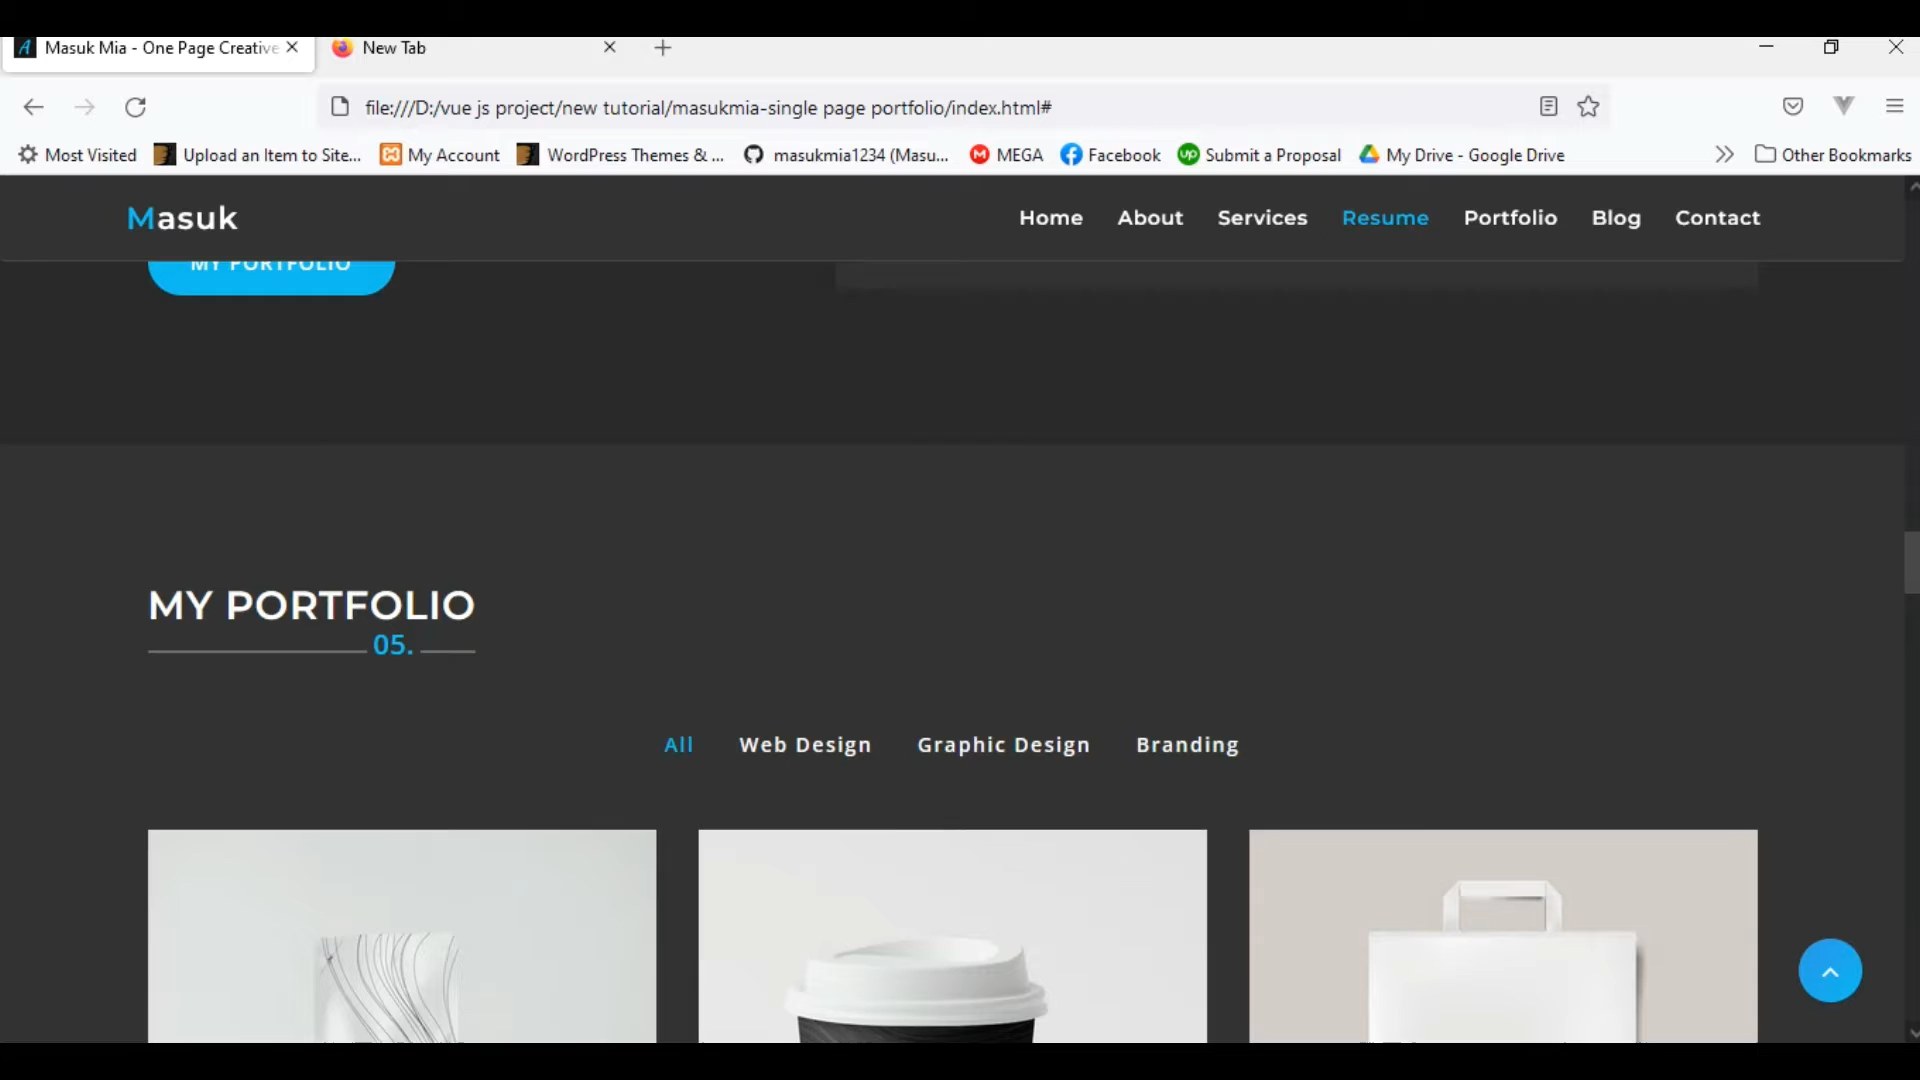 Masuk Mia - One Page Creative
New Tab
file:///D:/vue js project/new tutorial/masukmia-single page portfolio/index.html#
Most Visited
Upload an Item to Site...
My Account
WordPress Themes & ...
masukmia1234 (Masu...
MEGA
Facebook
Submit a Proposal
My Drive - Google Drive
Other Bookmarks
Masuk
Home
About
Services
Resume
Portfolio
Blog
Contact
MY PORTFOLIO
MY PORTFOLIO
05.
All
Web Design
Graphic Design
Branding